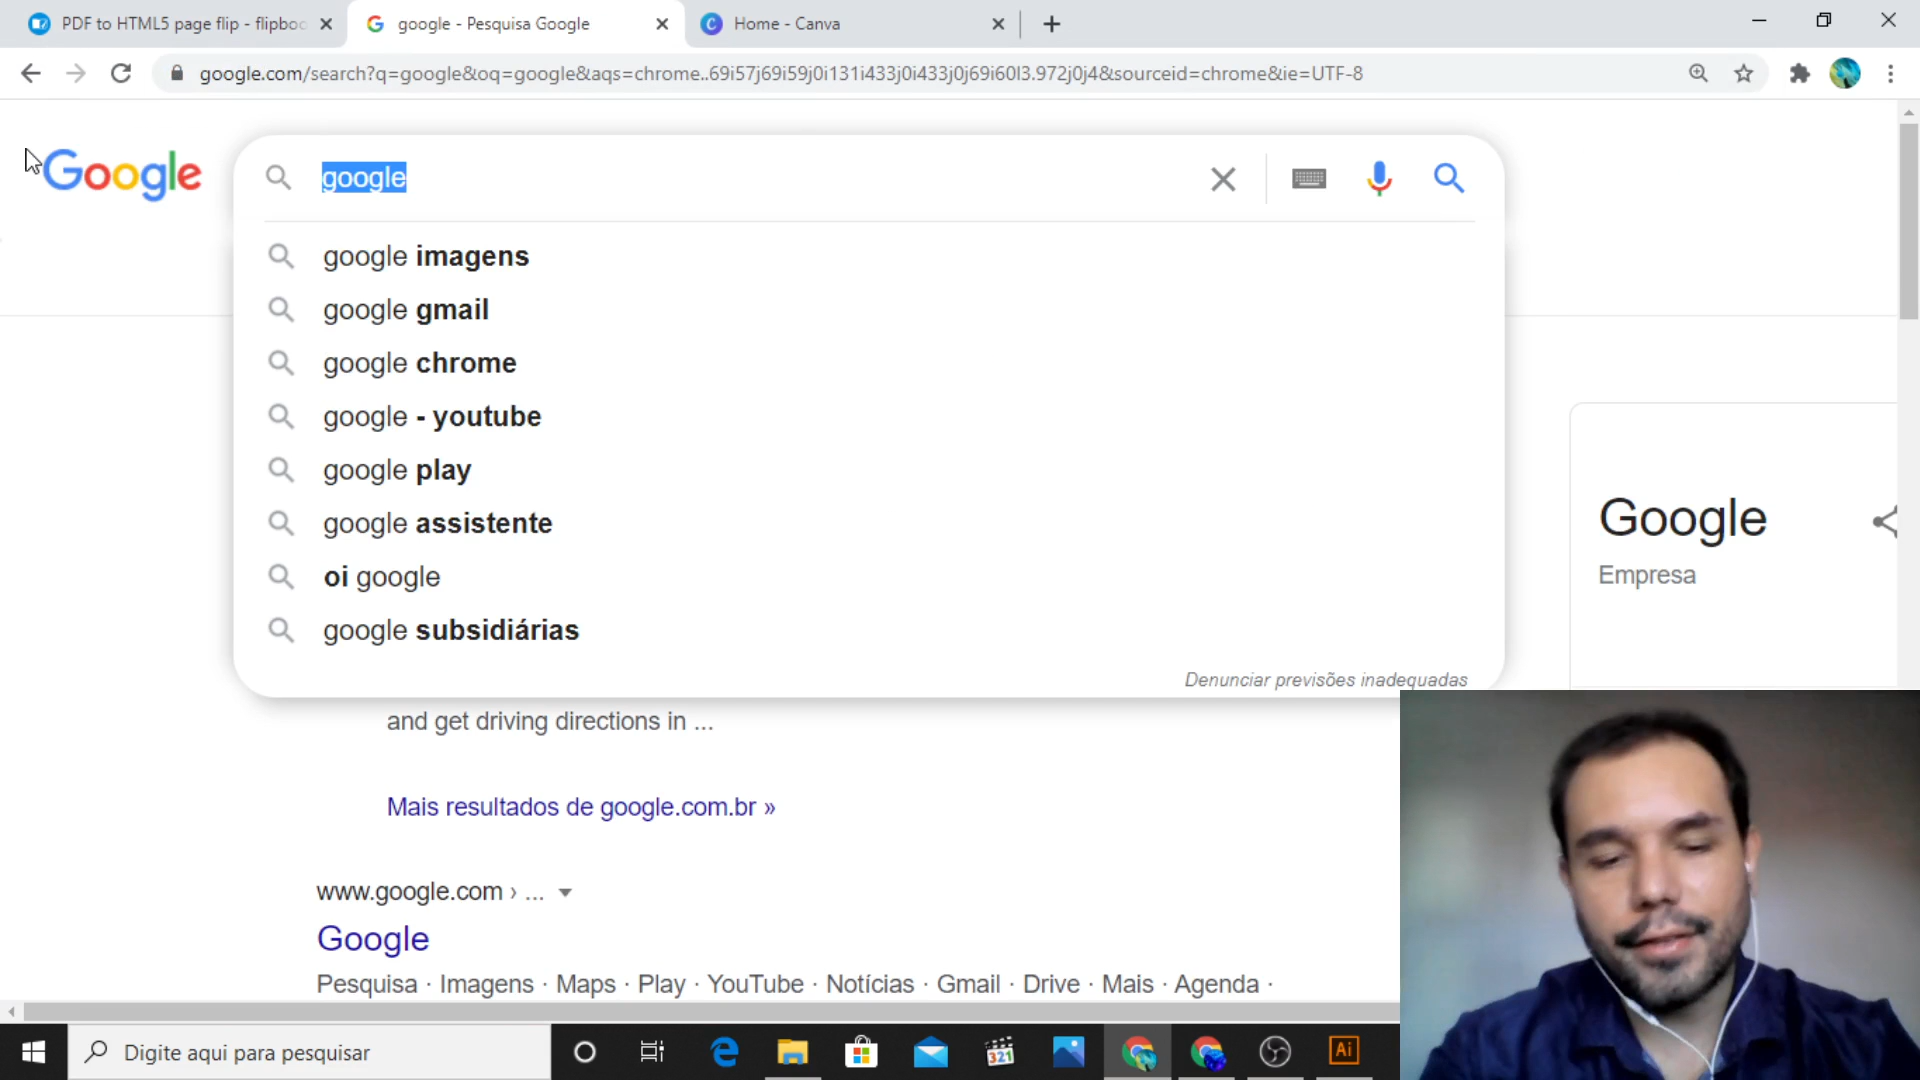 PDF to HTML5 page flip - flipboo
google - Pesquisa Google
Home - Canva
google.com/search?q=google&oq=google&aqs=chrome..69i57j69i59j0i131i433j0i433j0j69i60l3.972j0j4&sourceid=chrome&ie=UTF-8
Google
google
google imagens
google gmail
google chrome
google - youtube
google play
google assistente
oi google
google subsidiárias
Denunciar previsões inadequadas
Google
Empresa
and get driving directions in ...
Mais resultados de google.com.br »
www.google.com › ...
Google
Pesquisa · Imagens · Maps · Play · YouTube · Notícias · Gmail · Drive · Mais · Agenda ·
Digite aqui para pesquisar
321
Ai